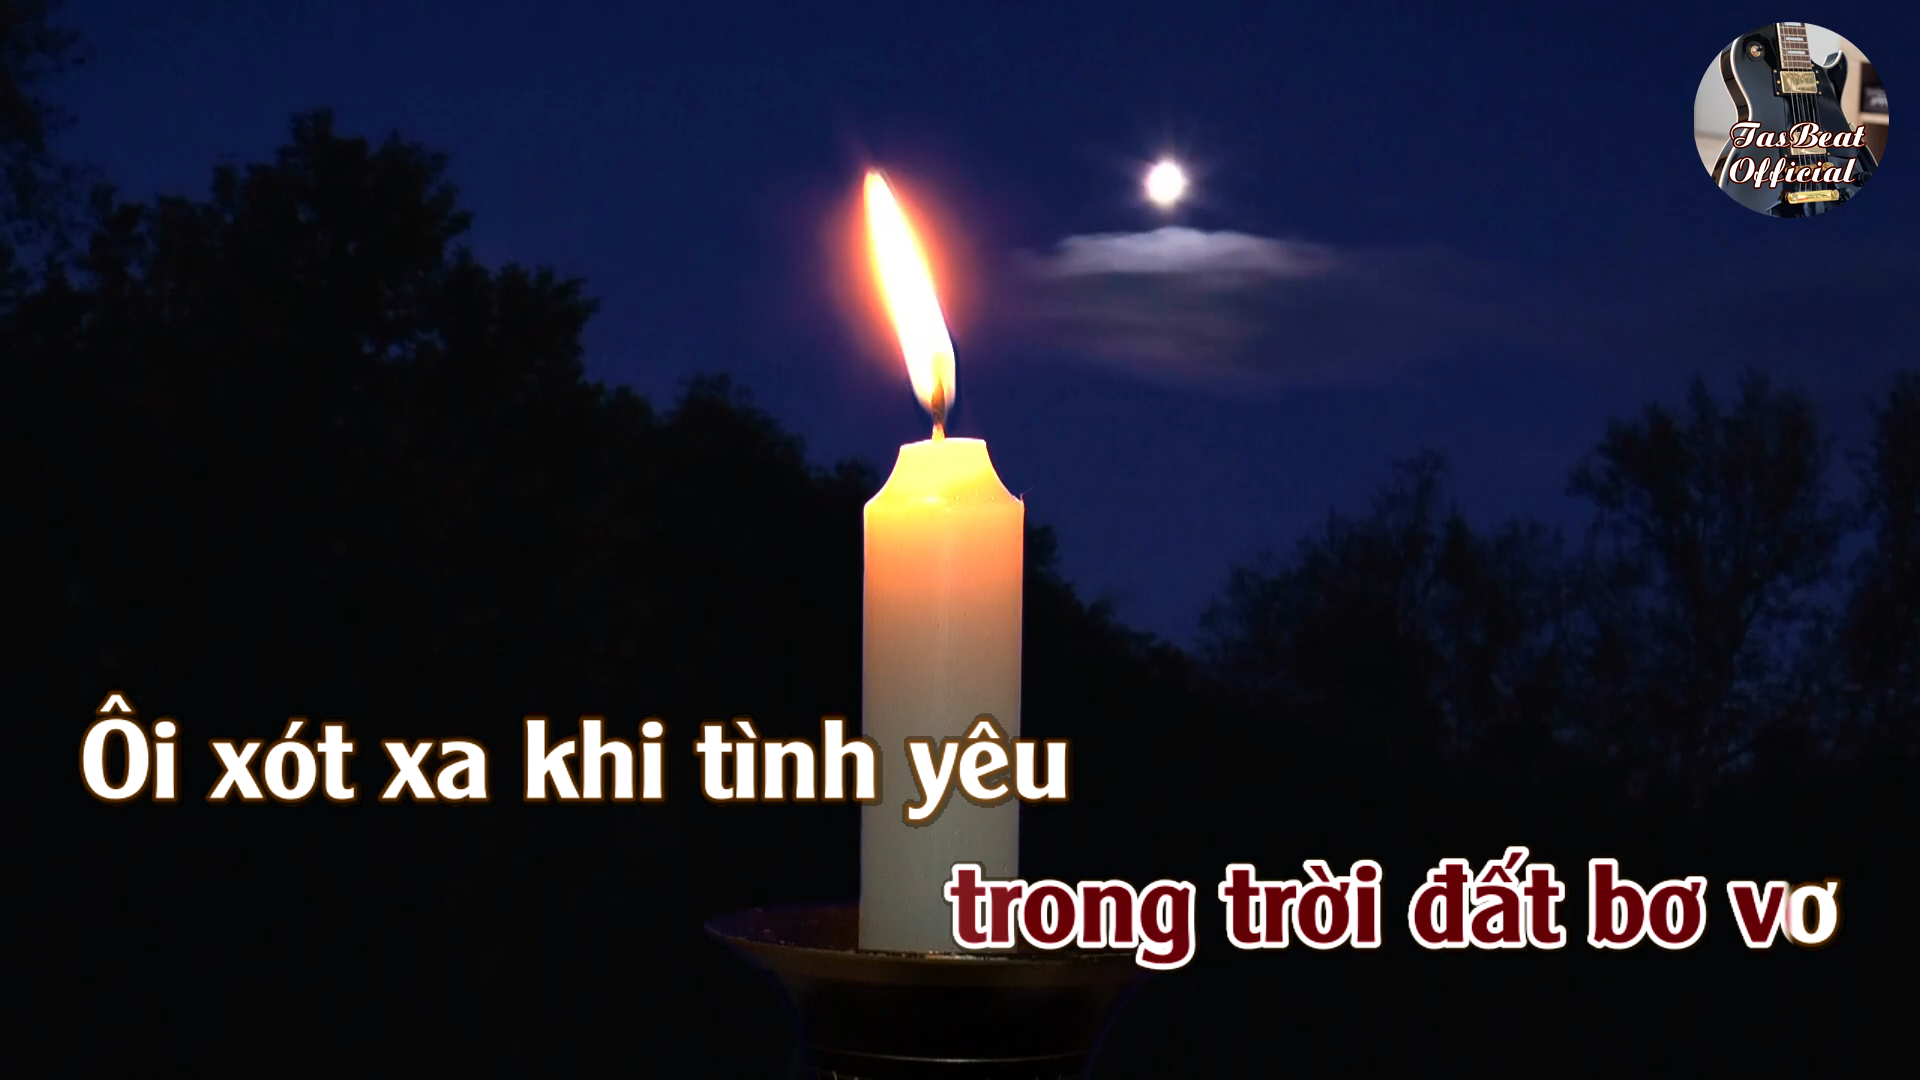 TasBeat
Official
Ôi xót xa khi tình yêu
trong trời đất bơ vơ